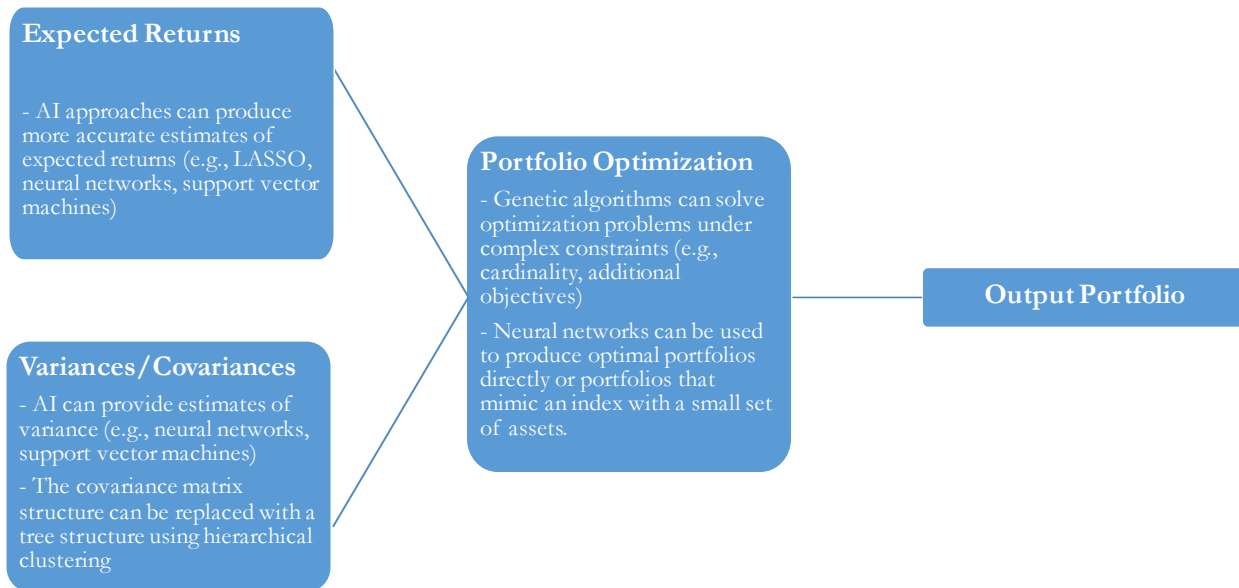 Expected Returns
- AI approaches can produce
more accurate estimates of
expected returns (e.g., LASSO,
neural networks, support vector
machines)
Variances/Covariances
- AI can provide estimates of
variance (e.g., neural networks,
support vector machines)
- The covariance matrix
structure can be replaced with a
tree structure using hierarchical
clustering
Portfolio Optimization
- Genetic algorithms can solve
optimization problems under
complex constraints (e.g.,
cardinality, additional
objectives)
- Neural networks can be used
to produce optimal portfolios
directly or portfolios that
mimic an index with a small set
of assets.
Output Portfolio